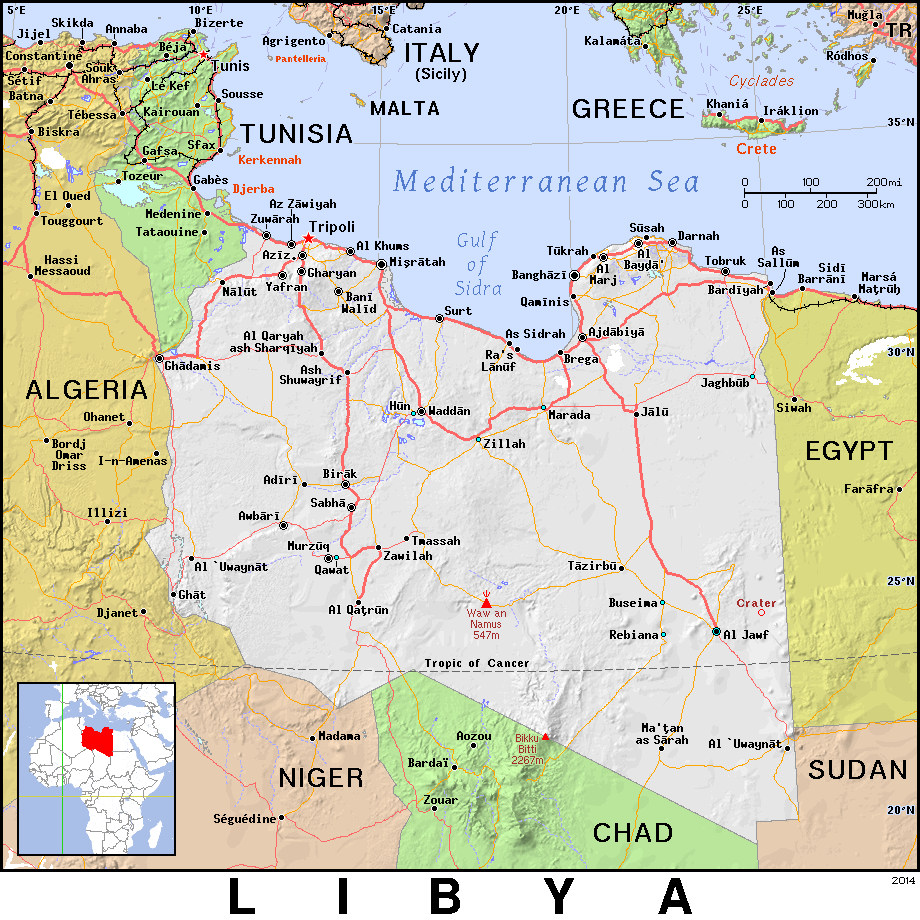 5°E
10°E
15°E
20°E
25°E
Skikda
Annaba
Bizerte
Jijel
Constantine
Béja
Souk
Ahras
Tunis
Sétif
Batna
Le Kef
Sousse
Tébessa
Kairouan
Biskra
Gafsa
Sfax
TUNISIA
Kerkennah
Tozeur
Gabès
Djerba
El Oued
Touggourt
Medenine
Tataouine
Hassi
Messaoud
Agrigento
Catania
Pantelleria
ITALY
(Sicily)
MALTA
Kalamáta
GREECE
Cyclades
Khaniá
Iráklion
Crete
Muğla
TR
Ródhos
35°N
Mediterranean Sea
0
100
200mi
0
100
200
300km
Az Zāwiyah
Zuwārah
Tripoli
Azīz.
Al Khums
Gharyan
Mişrātah
Yafran
Nālūt
Banī
Walīd
Gulf
of
Sidra
Surt
Al Qaryah
ash Sharqīyah
Ash
Shuwayrif
Ghādamis
As Sidrah
Ra's
Lānūf
Brega
Ajdābiyā
Qamīnis
Banghāzī
Tūkrah
Al
Marj
Sūsah
Al
Bayḑā'
Darnah
Tobruk
Bardīyah
As
Sallūm
Sidī
Barrānī
Marsá
Maţrūḩ
30°N
Jaghbūb
Siwah
EGYPT
Farāfra
ALGERIA
Ohanet
Bordj
Omar
Driss
I-n-Amenas
Illizi
Djanet
Hūn
Waddān
Zillah
Marada
Jālū
Adīrī
Birāk
Sabhā
Awbārī
Murzūq
Qawat
Tmassah
Zawilah
Al `Uwaynāt
Ghāt
Al Qaţrūn
Waw an
Namus
547m
Tāzirbū
Buseima
Rebiana
Crater
Al Jawf
25°N
Tropic of Cancer
Ma'ţan
as Sārah
Al `Uwaynāt
Bikku
Bitti
2267m
Aozou
Bardaï
Zouar
Madama
NIGER
Séguédine
CHAD
SUDAN
20°N
LIBYA
2014